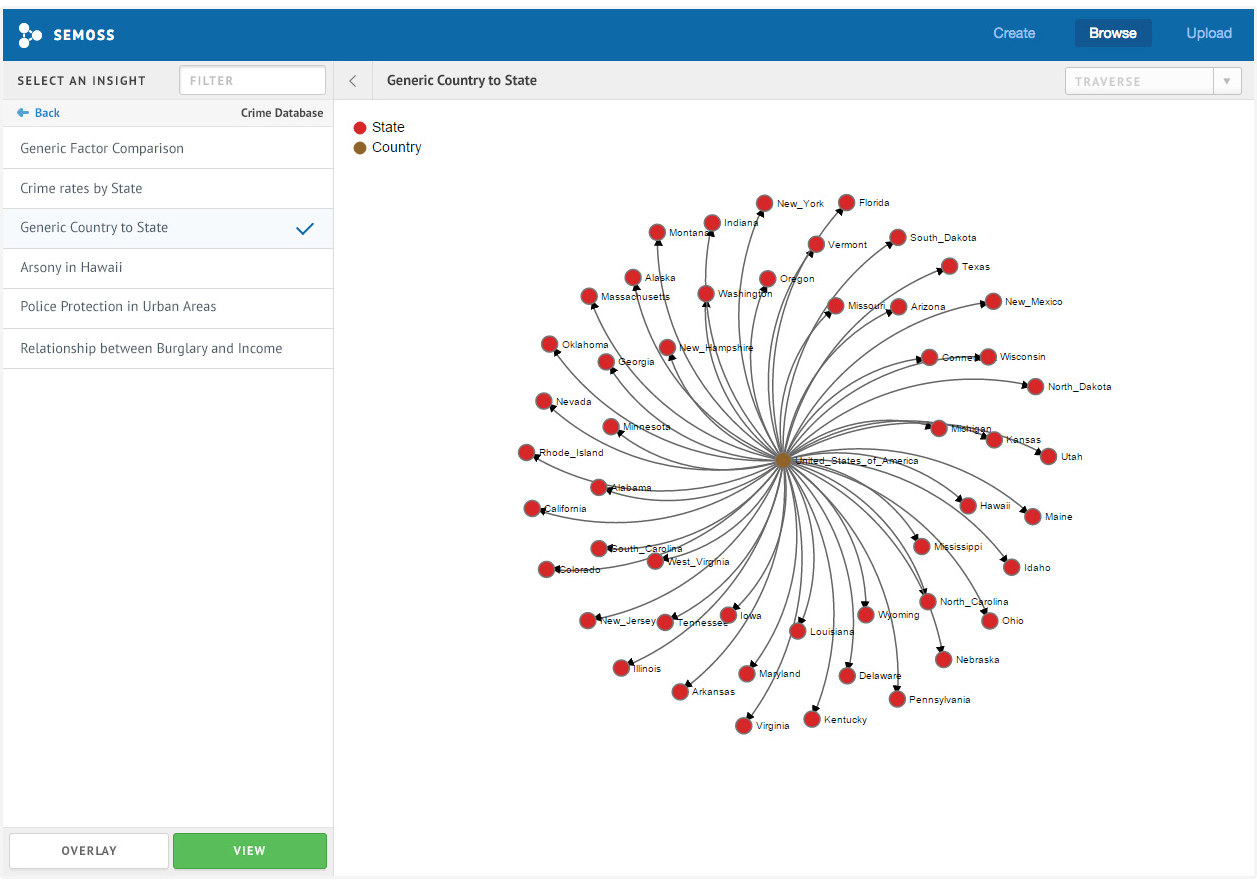 SEMOSS
Create
Browse
Upload
SELECT AN INSIGHT
FILTER
Generic Country to State
TRAVERSE
Back
Crime Database
Generic Factor Comparison
Crime rates by State
Generic Country to State
Arsony in Hawaii
Police Protection in Urban Areas
Relationship between Burglary and Income
OVERLAY
VIEW
State
Country
New_York
Florida
Indiana
Montana
South_Dakota
Vermont
Texas
Alaska
Oregon
Washington
Massachusetts
New_Mexico
Missouri
Arizona
Oklahoma
New_Hampshire
Wisconsin
Georgia
North_Dakota
Nevada
Minnesota
Michigan
Kansas
Rhode_Island
Utah
United_States_of_America
Alabama
Hawaii
California
Maine
South_Carolina
Mississippi
West_Virginia
Idaho
Colorado
North_Carolina
Iowa
Wyoming
New_Jersey
Tennessee
Ohio
Louisiana
Nebraska
Illinois
Maryland
Delaware
Arkansas
Pennsylvania
Kentucky
Virginia